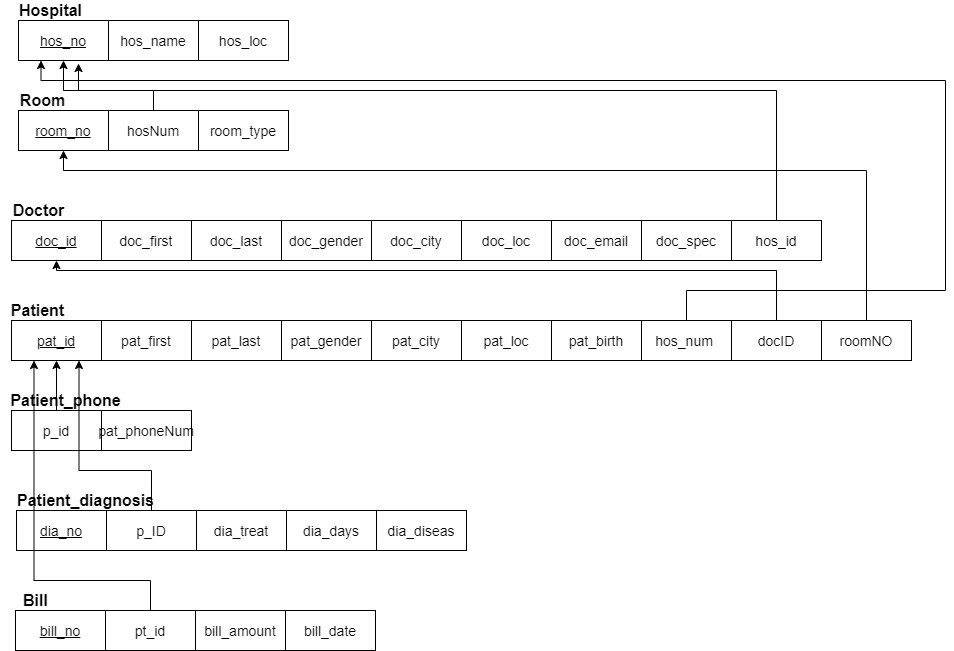 Hospital
hos_no hos_name hos_loc
Room
room_no hosNum room_type
Doctor
doc_id doc_first doc_last doc_gender doc_city doc_loc doc_email doc_spec hos_id
Patient
pat_id pat_first pat_last pat_gender pat_city pat_loc pat_birth hos_num docID roomNO
Patient_phone
p_id pat_phoneNum
Patient_diagnosis
dia_no p_ID dia_treat dia_days dia_diseas
Bill
bill_no pt_id bill_amount bill_date